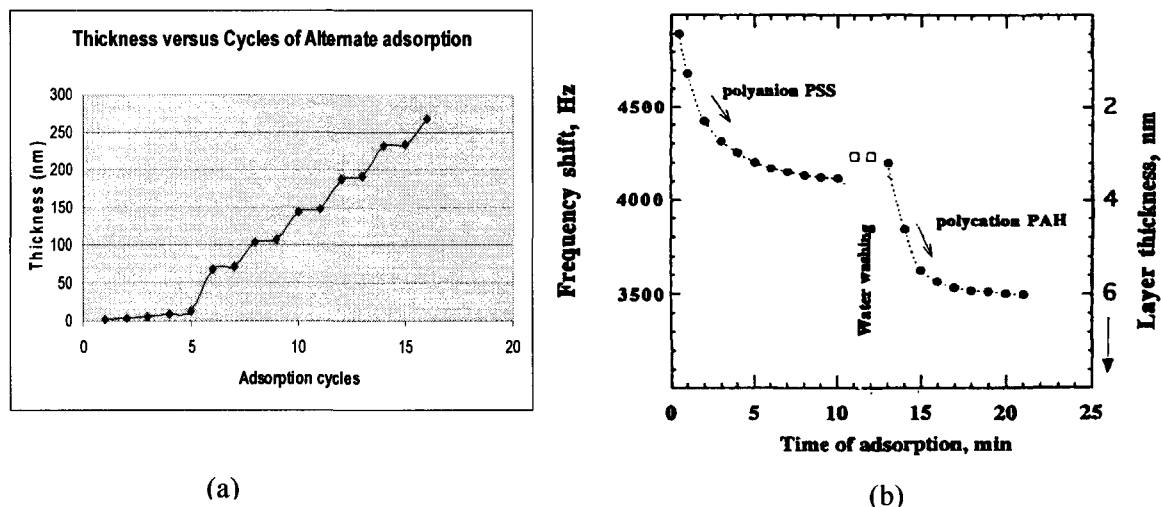 Thickness versus Cycles of Alternate adsorption
Thickness (nm)
300
250
200
150
100
50
0
0 5 10 15 20
Adsorption cycles
(a)
Frequency shift, Hz
4500
4000
3500
polyanion PSS
Water washing
polycation PAH
2
4
6
Layer thickness, nm
0 5 10 15 20 25
Time of adsorption, min
(b)